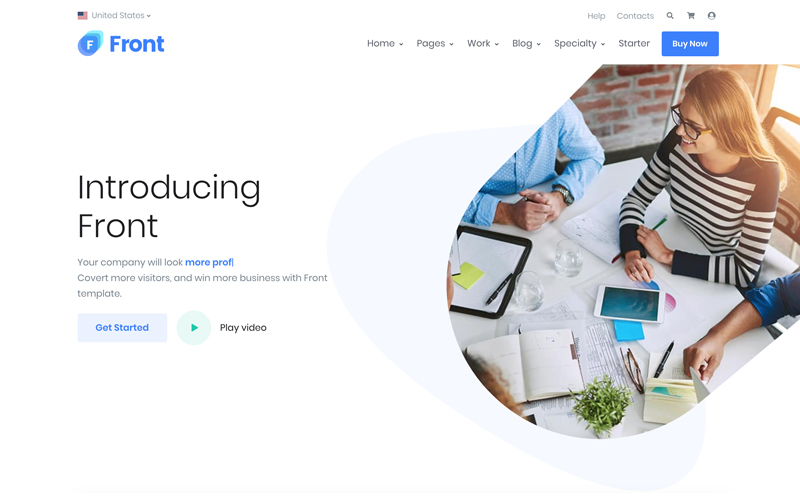 United States
Help Contacts
F Front
Home Pages Work Blog Specialty Starter Buy Now
Introducing
Front
Your company will look more prof|
Covert more visitors, and win more business with Front
template.
Get Started Play video